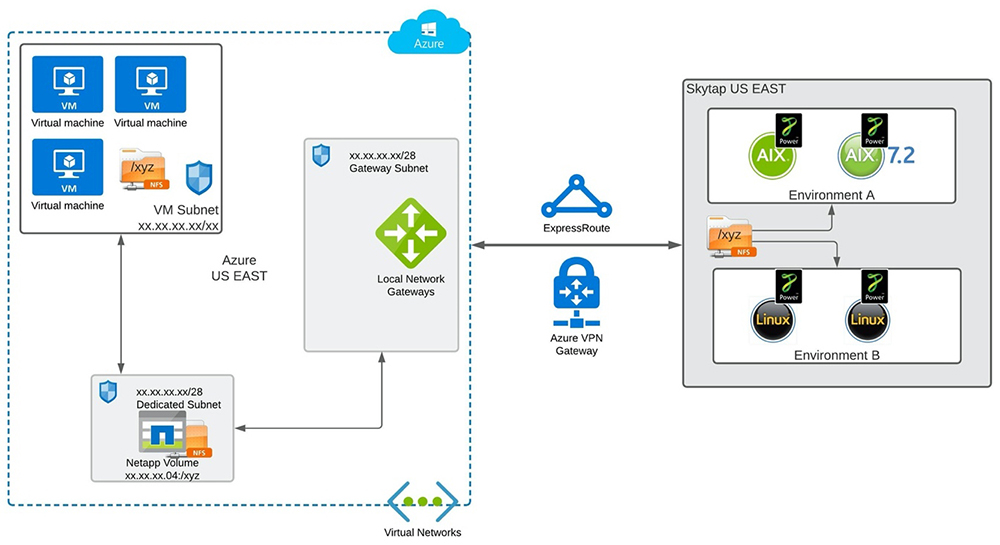 Azure
VM
Virtual machine
VM
Virtual machine
VM
Virtual machine
/xyz
NFS
VM Subnet
xx.xx.xx.xx/xx
Azure
US EAST
xx.xx.xx.xx/28
Gateway Subnet
Local Network
Gateways
xx.xx.xx.xx/28
Dedicated Subnet
NFS
Netapp Volume
xx.xx.xx.04:/xyz
Virtual Networks
ExpressRoute
Azure VPN
Gateway
Skytap US EAST
Power
AIX
Power
AIX 7.2
Environment A
/xyz
NFS
Power
Linux
Power
Linux
Environment B